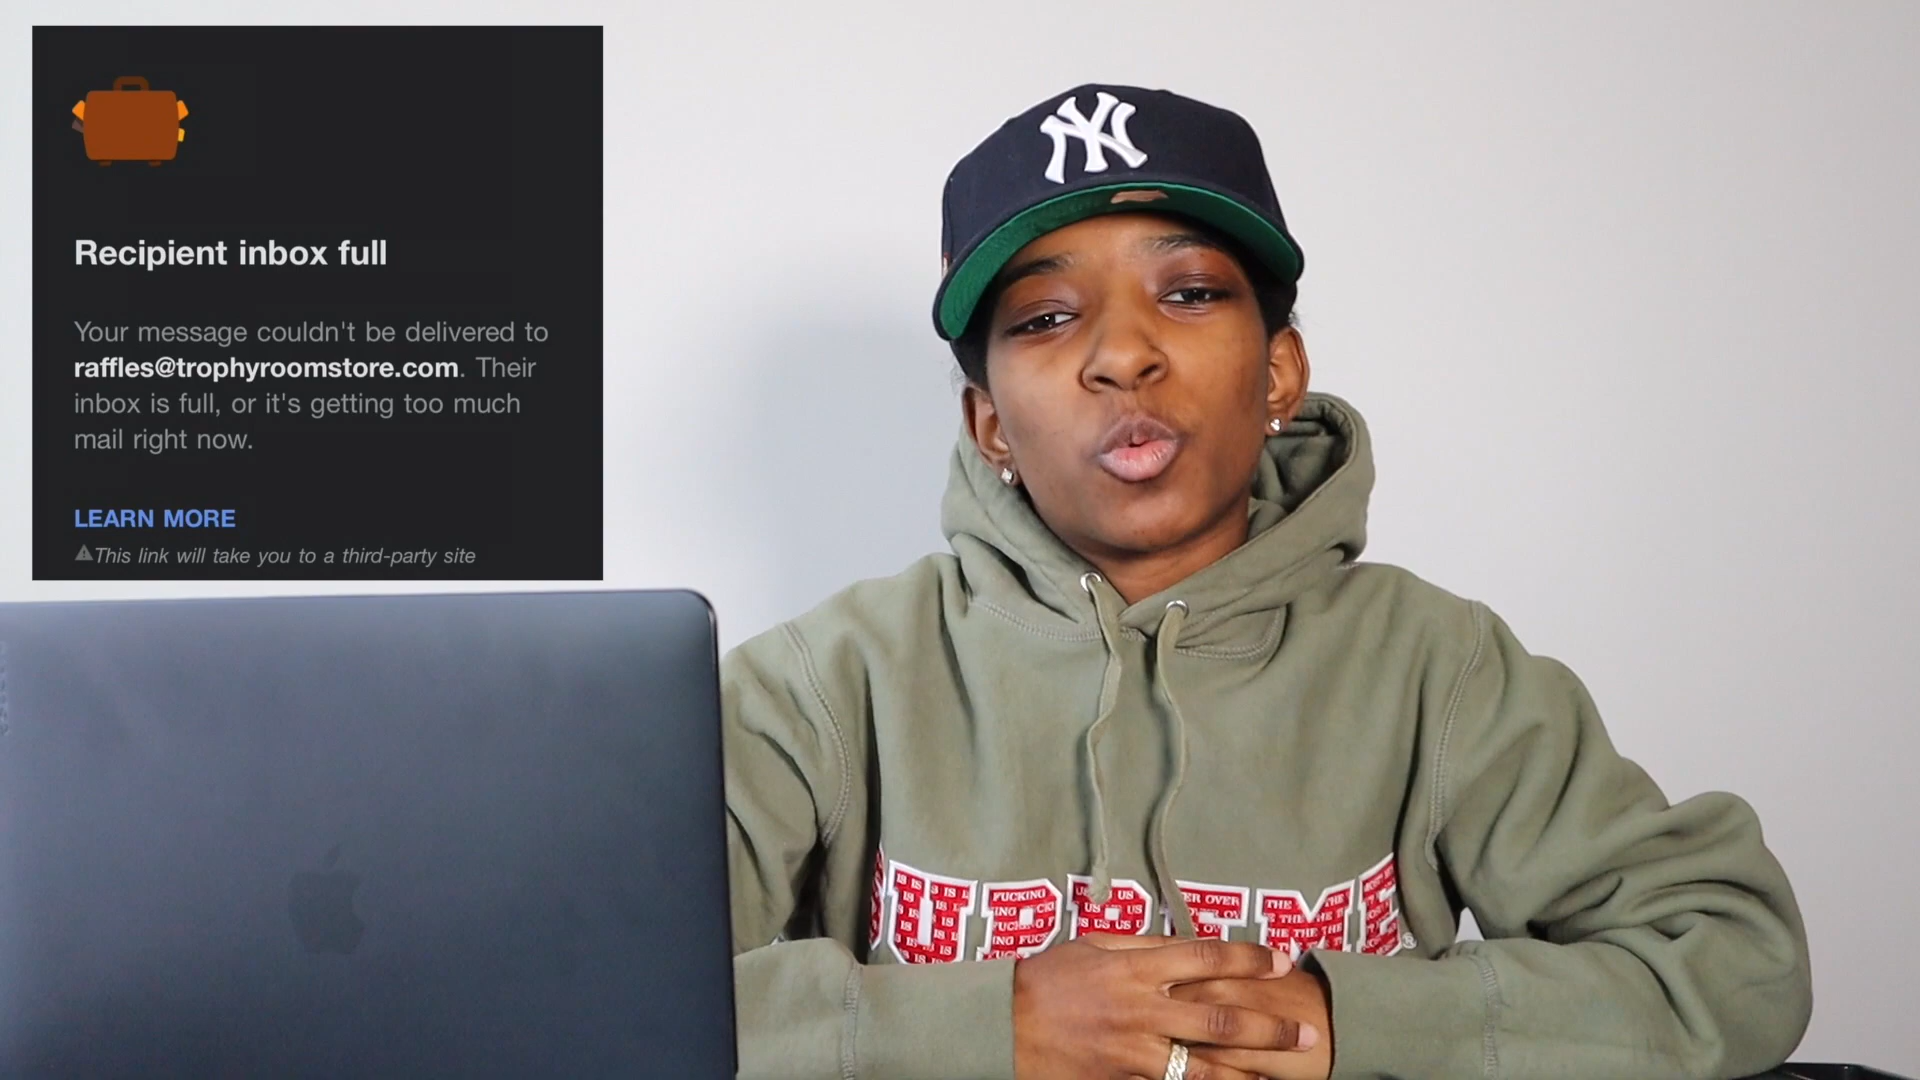 Recipient inbox full
Your message couldn't be delivered to
raffles@trophyroomstore.com. Their
inbox is full, or it's getting too much
mail right now.
LEARN MORE
This link will take you to a third-party site
NY
SUPREME